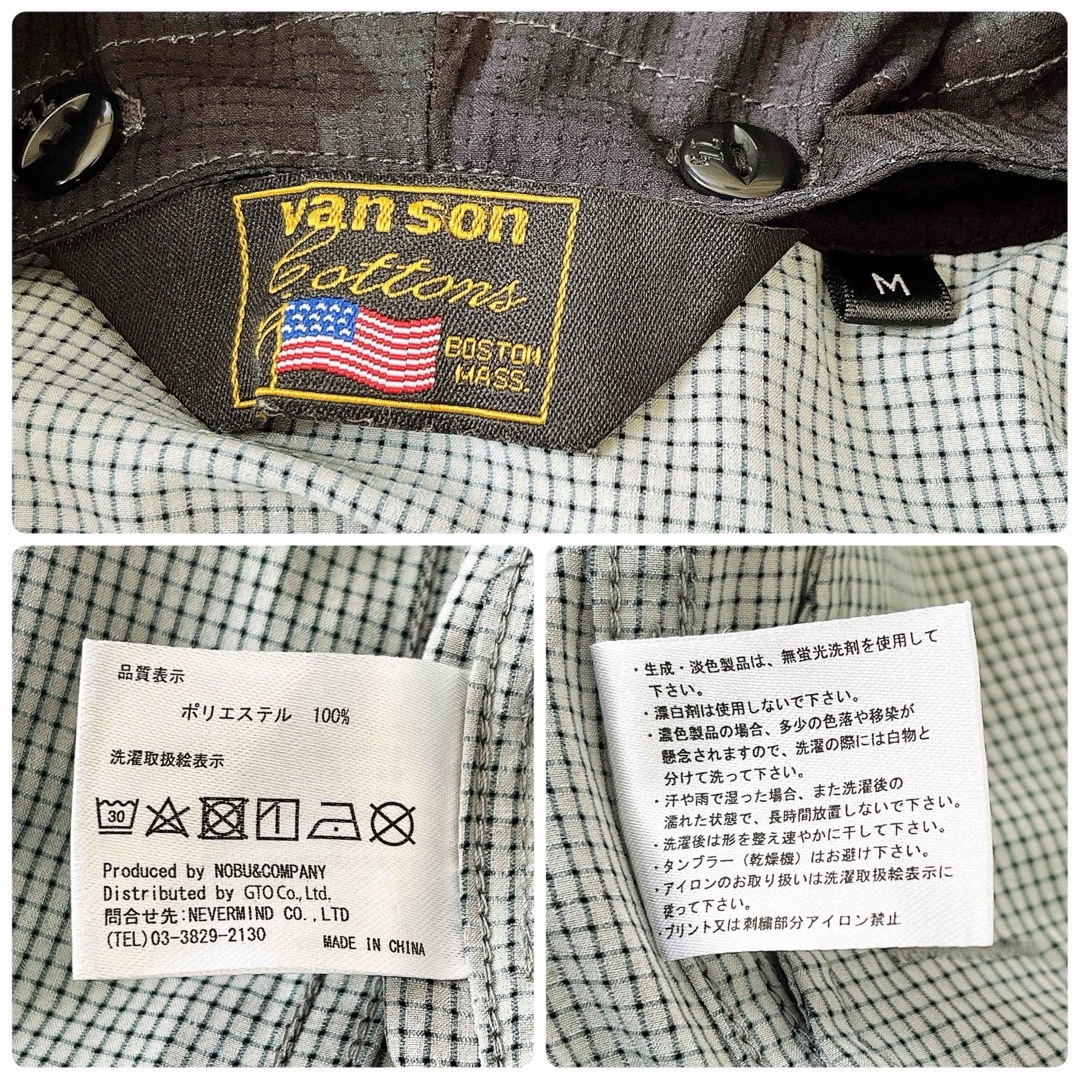 van son
Cottons
BOSTON
MASS.
M
品質表示
ポリエステル 100%
洗濯取扱絵表示
30
Produced by NOBU&COMPANY
Distributed by GTO Co.,Ltd.
問合せ先:NEVERMIND CO.,LTD
(TEL)03-3829-2130
MADE IN CHINA
・生成・淡色製品は、無蛍光洗剤を使用して
下さい。
・漂白剤は使用しないで下さい。
・濃色製品の場合、多少の色落や移染が
懸念されますので、洗濯の際には白物と
分けて洗って下さい。
・汗や雨で湿った場合、また洗濯後の
濡れた状態で、長時間放置しないで下さい。
・洗濯後は形を整え速やかに干して下さい。
・タンブラー（乾燥機）はお避け下さい。
・アイロンのお取り扱いは洗濯取扱絵表示に
従って下さい。
・プリント又は刺繍部分アイロン禁止